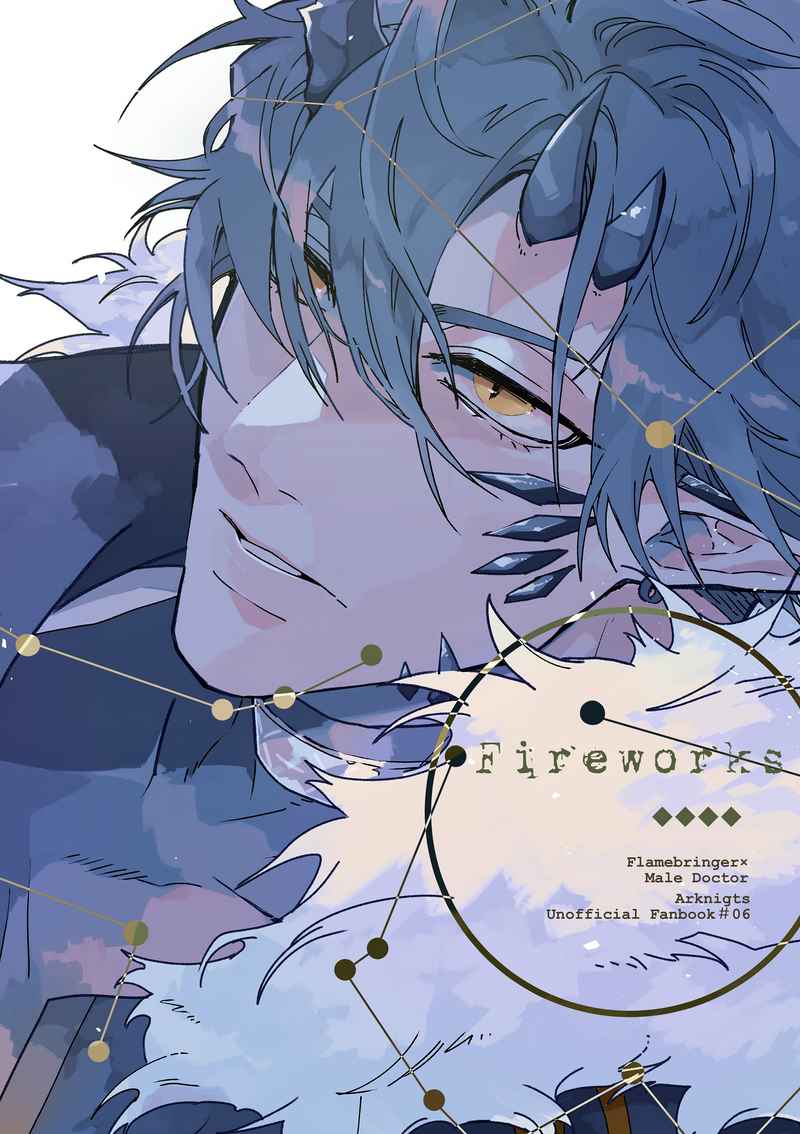 Fireworks
Flamebringer×
Male Doctor
Arknigts
Unofficial Fanbook#06